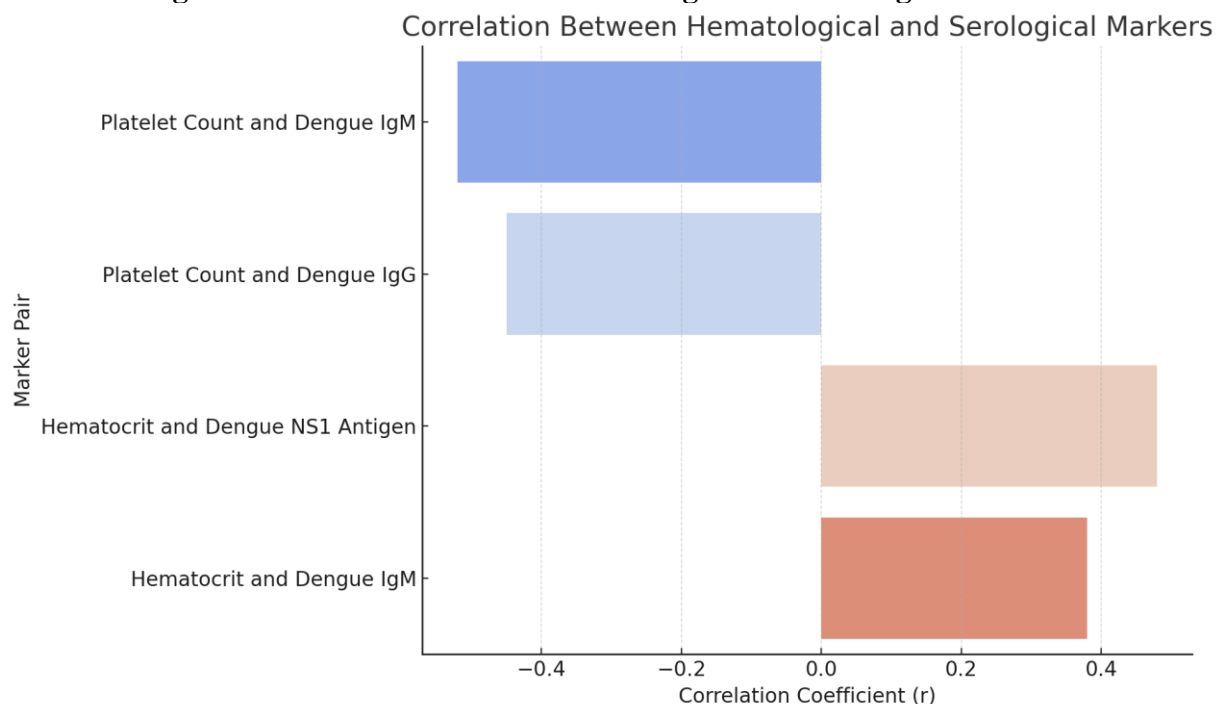 Correlation Between Hematological and Serological Markers
Platelet Count and Dengue IgM
Platelet Count and Dengue IgG
Marker Pair
Hematocrit and Dengue NS1 Antigen
Hematocrit and Dengue IgM
−0.4 −0.2 0.0 0.2 0.4
Correlation Coefficient (r)